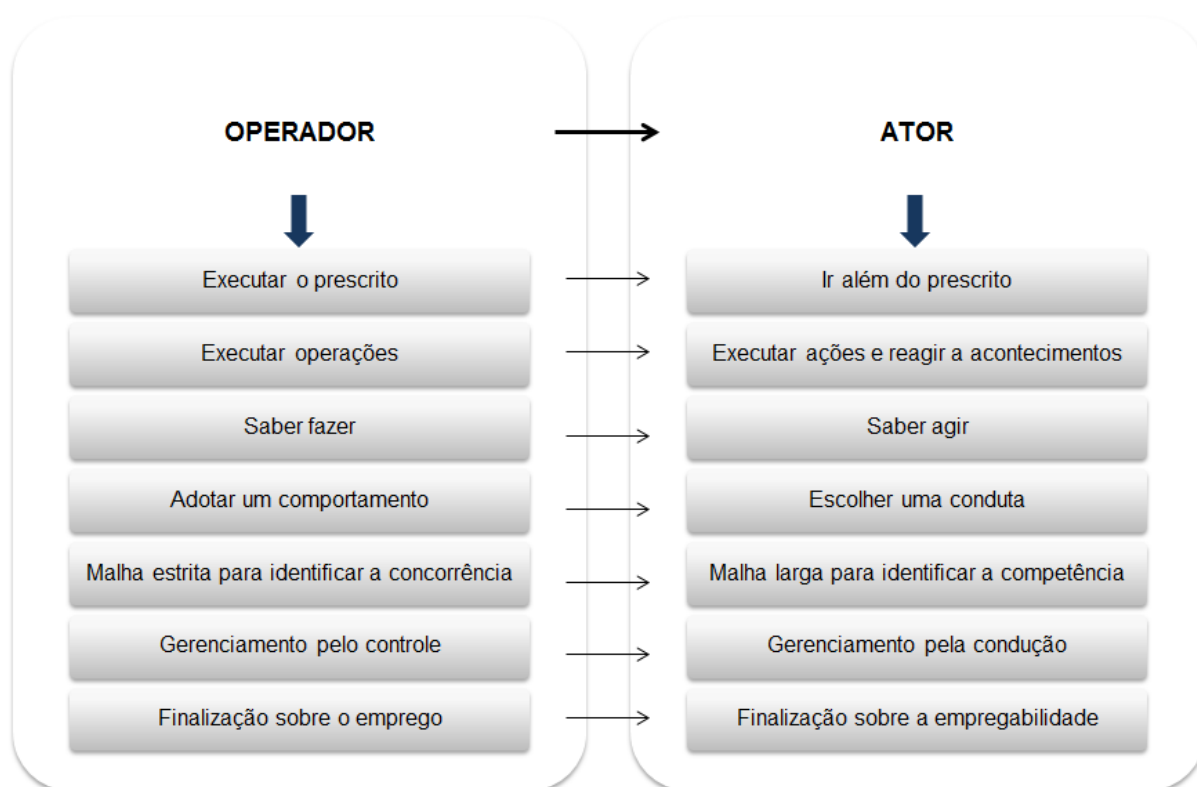 OPERADOR
ATOR
Executar o prescrito
Ir além do prescrito
Executar operações
Executar ações e reagir a acontecimentos
Saber fazer
Saber agir
Adotar um comportamento
Escolher uma conduta
Malha estrita para identificar a concorrência
Malha larga para identificar a competência
Gerenciamento pelo controle
Gerenciamento pela condução
Finalização sobre o emprego
Finalização sobre a empregabilidade